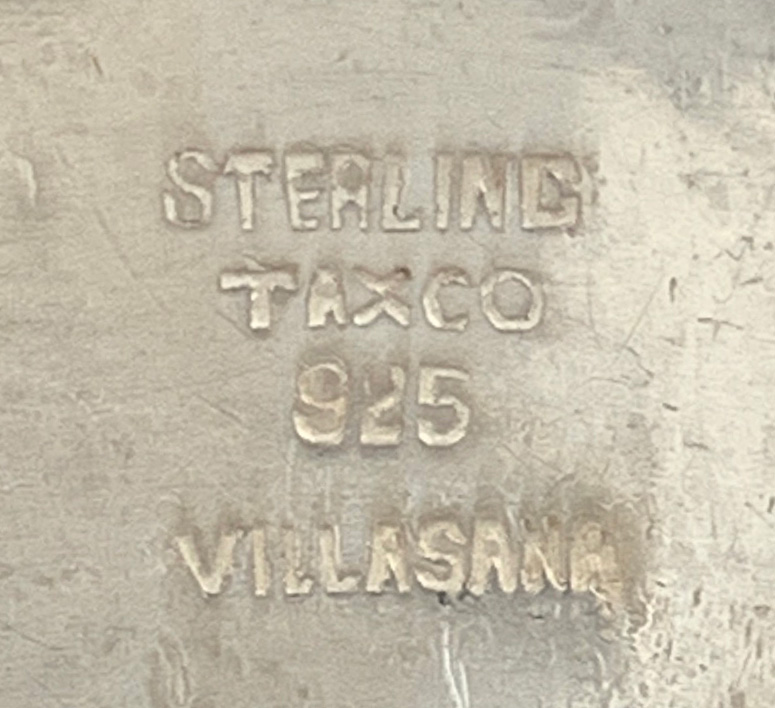 STERLING
TAXCO
925
VILLASANA